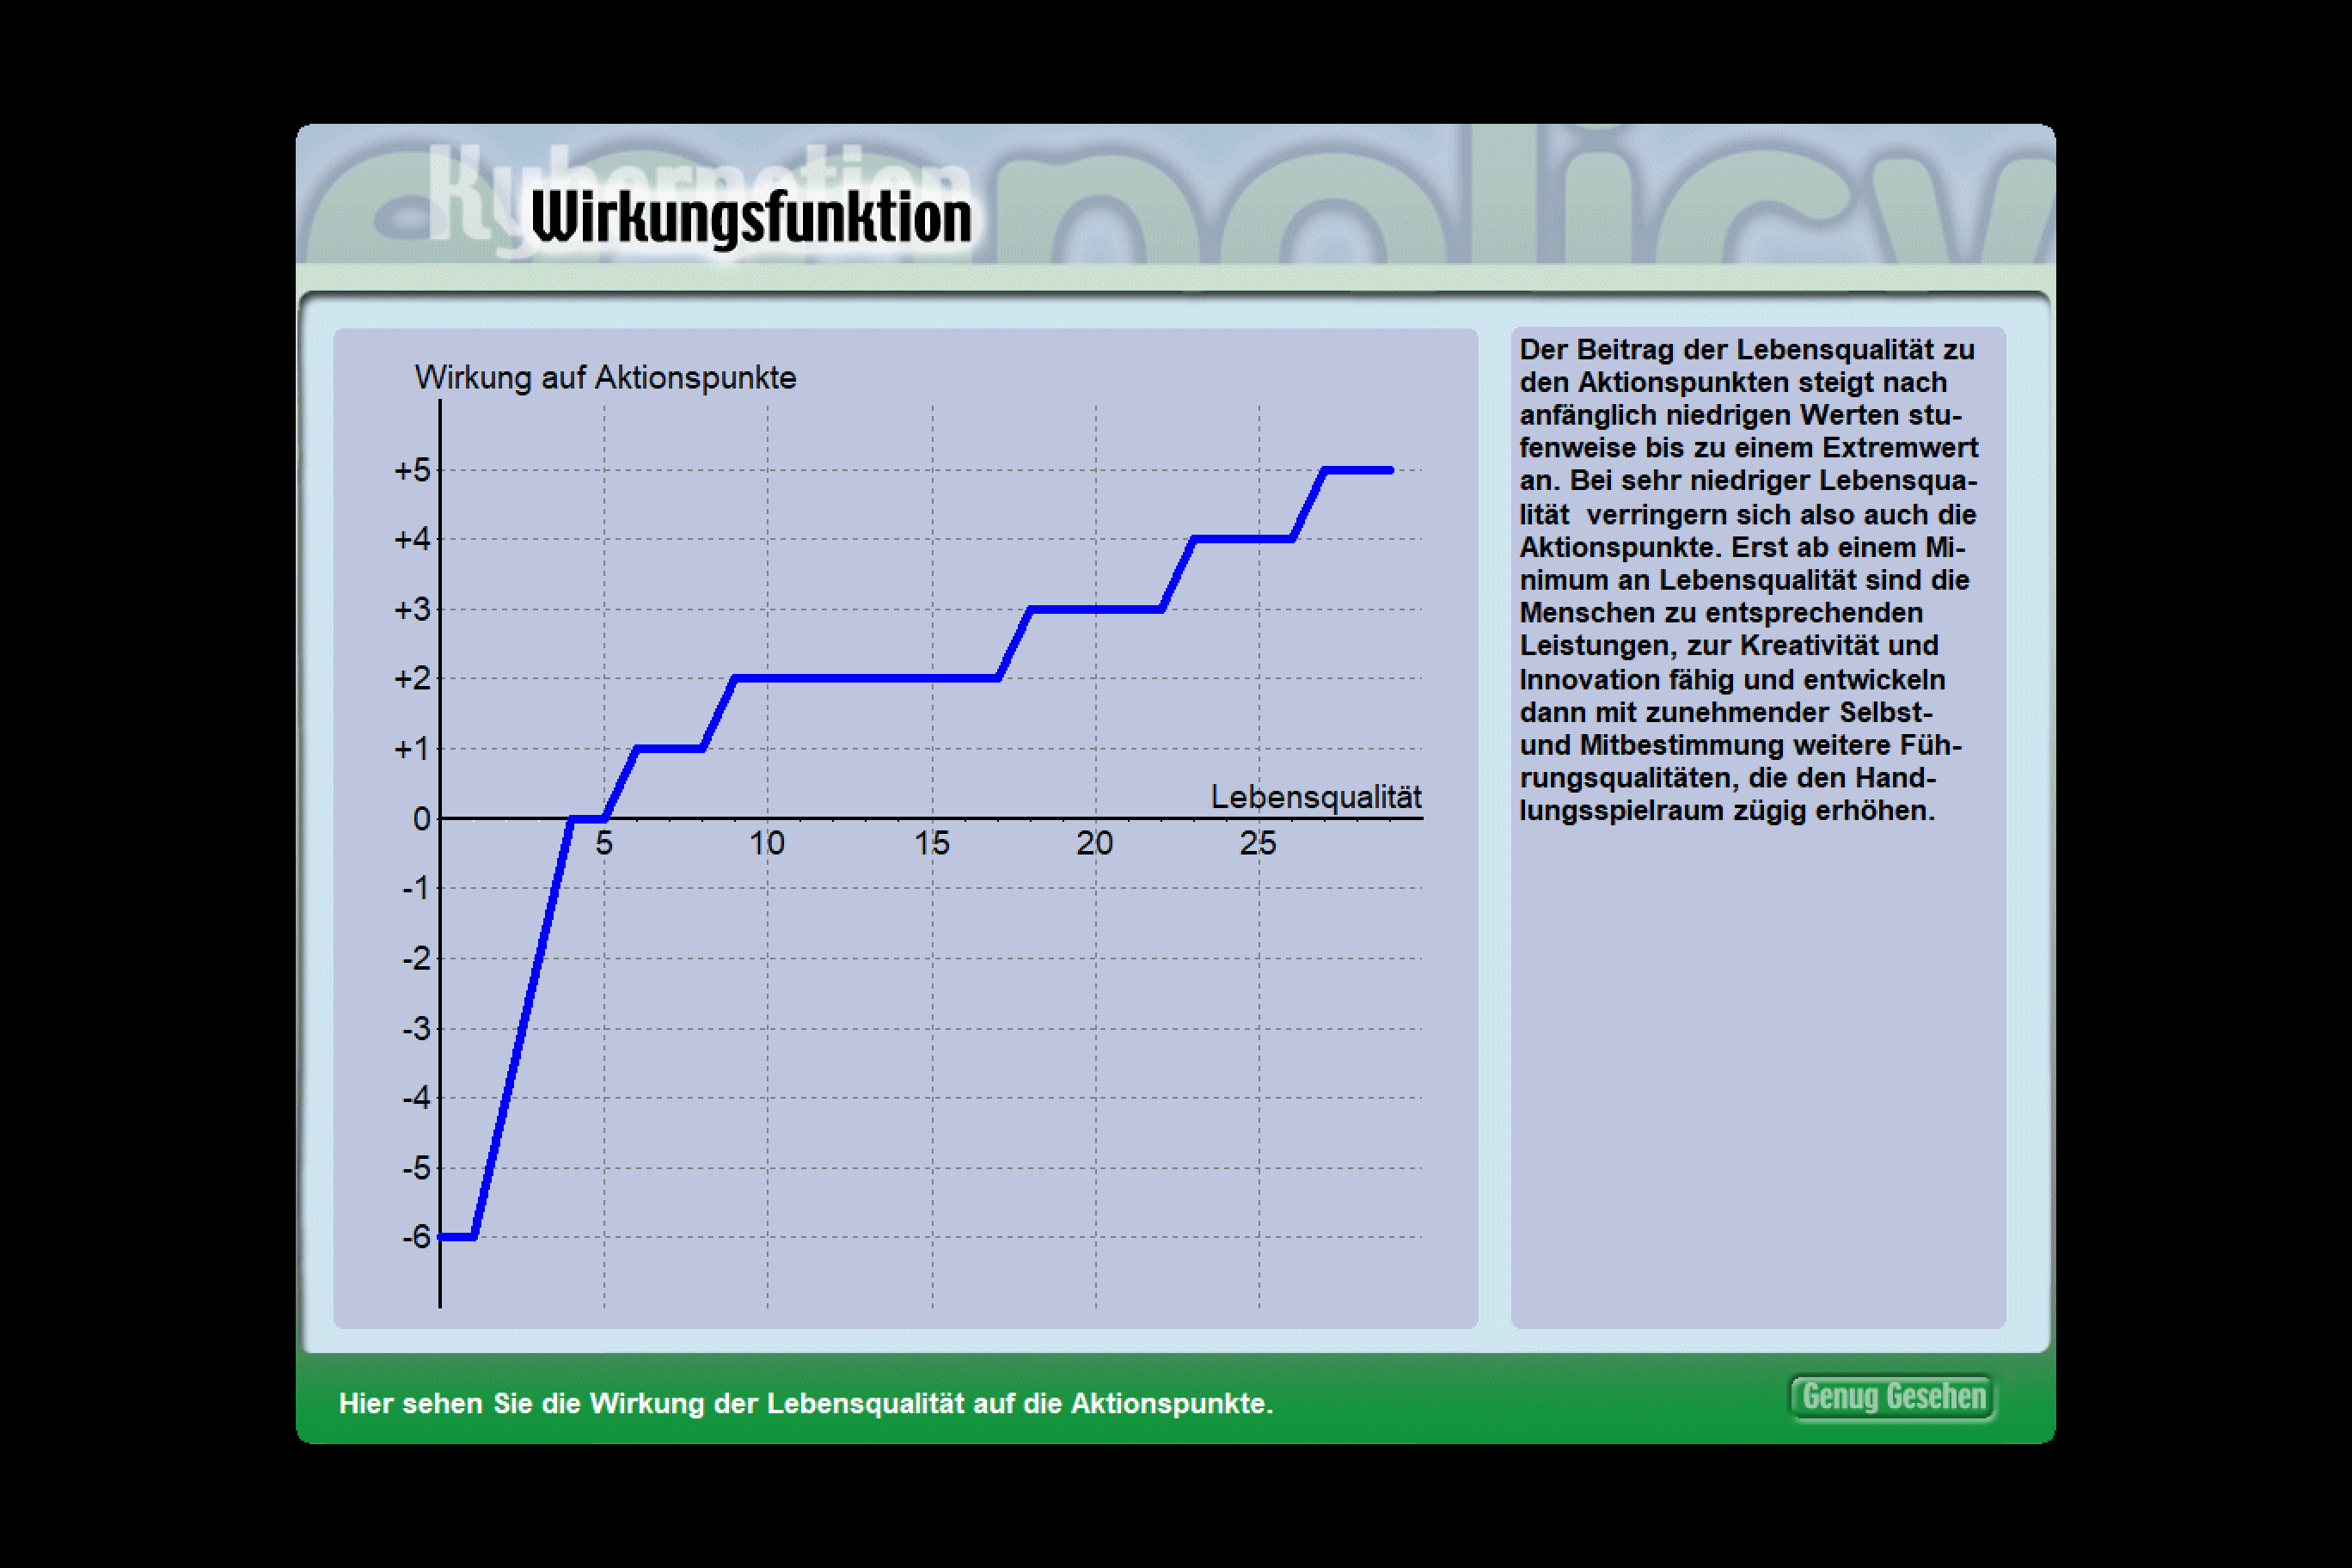 Kybernetien
Wirkungsfunktion
ecopolicy
Wirkung auf Aktionspunkte
+5
+4
+3
+2
+1
Lebensqualität
0
5 10 15 20 25
-1
-2
-3
-4
-5
-6
Der Beitrag der Lebensqualität zu
den Aktionspunkten steigt nach
anfänglich niedrigen Werten stu-
fenweise bis zu einem Extremwert
an. Bei sehr niedriger Lebensqua-
lität  verringern sich also auch die
Aktionspunkte. Erst ab einem Mi-
nimum an Lebensqualität sind die
Menschen zu entsprechenden
Leistungen, zur Kreativität und
Innovation fähig und entwickeln
dann mit zunehmender Selbst-
und Mitbestimmung weitere Füh-
rungsqualitäten, die den Hand-
lungsspielraum zügig erhöhen.
Hier sehen Sie die Wirkung der Lebensqualität auf die Aktionspunkte.
Genug Gesehen